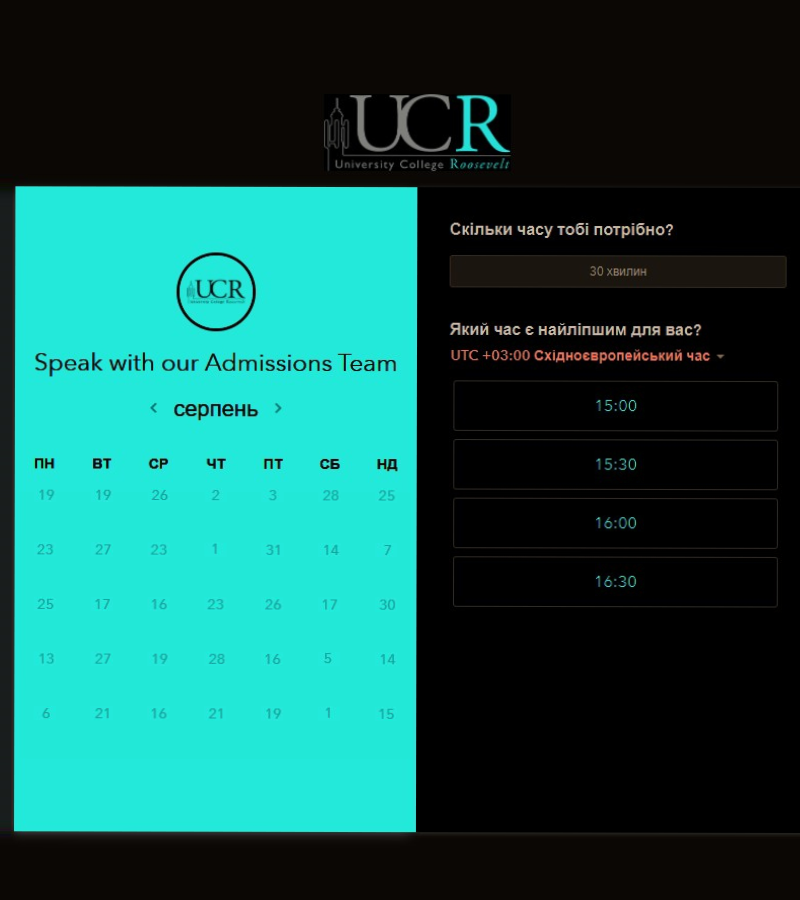 UCR
University College Roosevelt
UCR
University College Roosevelt
Speak with our Admissions Team
серпень
ПН ВТ СР ЧТ ПТ СБ НД
19 19 26 2 3 28 25
23 27 23 1 31 14 7
25 17 16 23 26 17 30
13 27 19 28 16 5 14
6 21 16 21 19 1 15
Скільки часу тобі потрібно?
30 хвилин
Який час є найліпшим для вас?
UTC +03:00 Східноєвропейський час
15:00
15:30
16:00
16:30